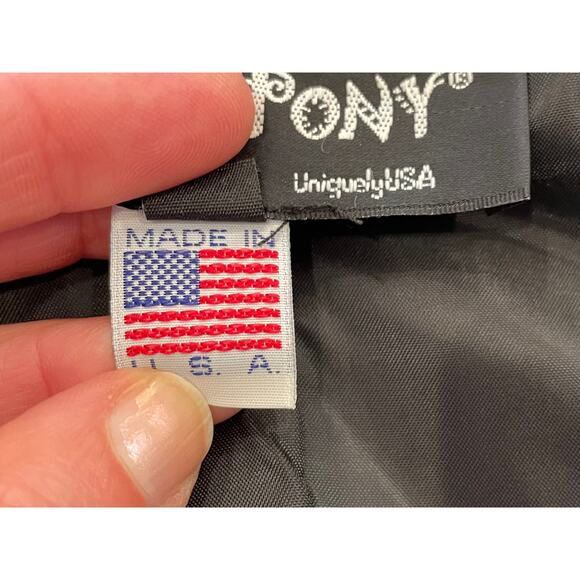 PONY®
UniquelyUSA
MADE IN
U. S. A.